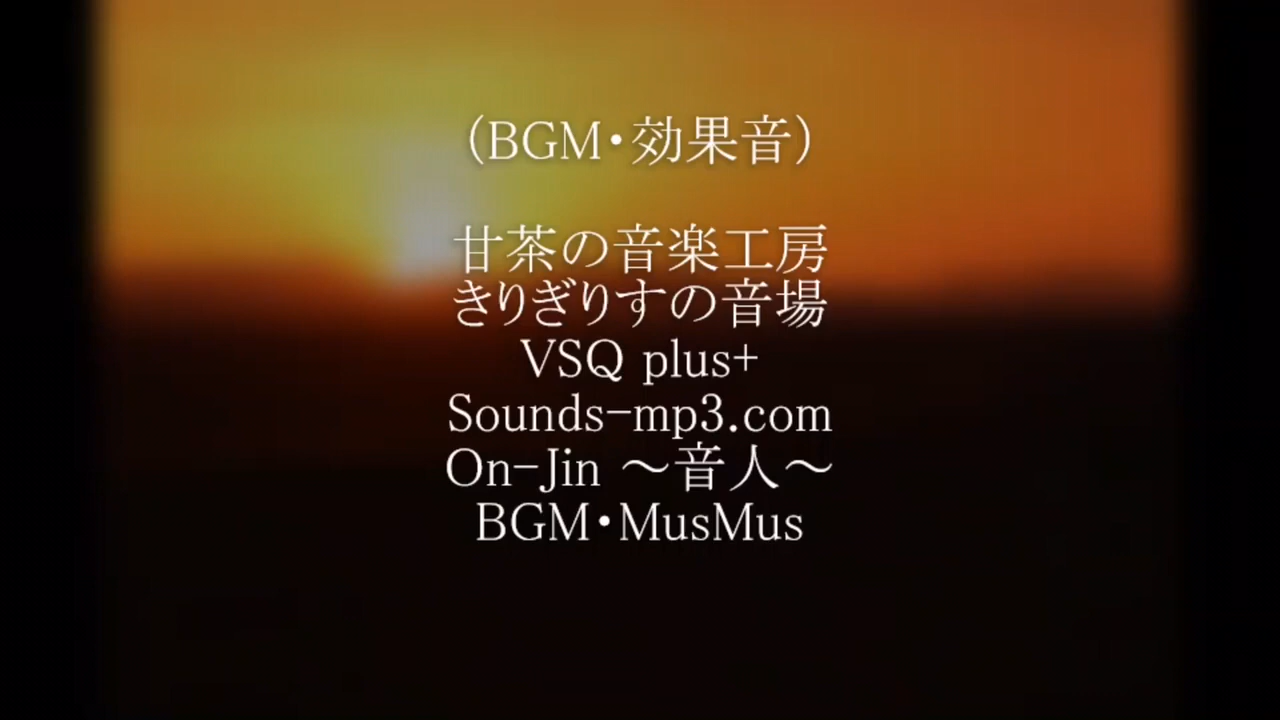 （BGM・効果音）
甘茶の音楽工房
きりぎりすの音場
VSQ plus+
Sounds-mp3.com
On-Jin ～音人～
BGM・MusMus